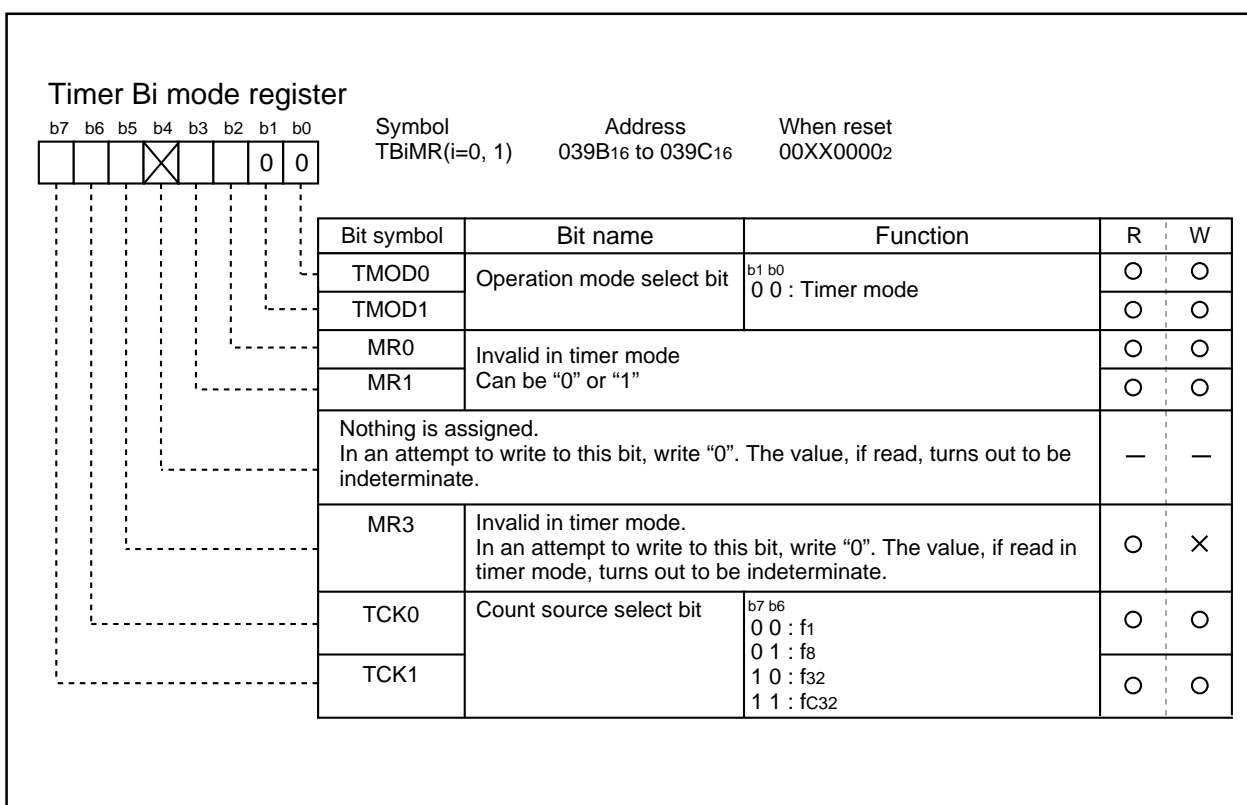 Timer Bi mode register
b7 b6 b5 b4 b3 b2 b1 b0
0 0
Symbol Address When reset
TBiMR(i=0, 1) 039B16 to 039C16 00XX00002
Bit symbol Bit name Function R W
TMOD0 Operation mode select bit b1 b0
0 0 : Timer mode
TMOD1
MR0 Invalid in timer mode
MR1 Can be “0” or “1”
Nothing is assigned.
In an attempt to write to this bit, write “0”. The value, if read, turns out to be
indeterminate.
MR3 Invalid in timer mode.
In an attempt to write to this bit, write “0”. The value, if read in
timer mode, turns out to be indeterminate.
TCK0 Count source select bit b7 b6
0 0 : f1
0 1 : f8
TCK1 1 0 : f32
1 1 : fC32